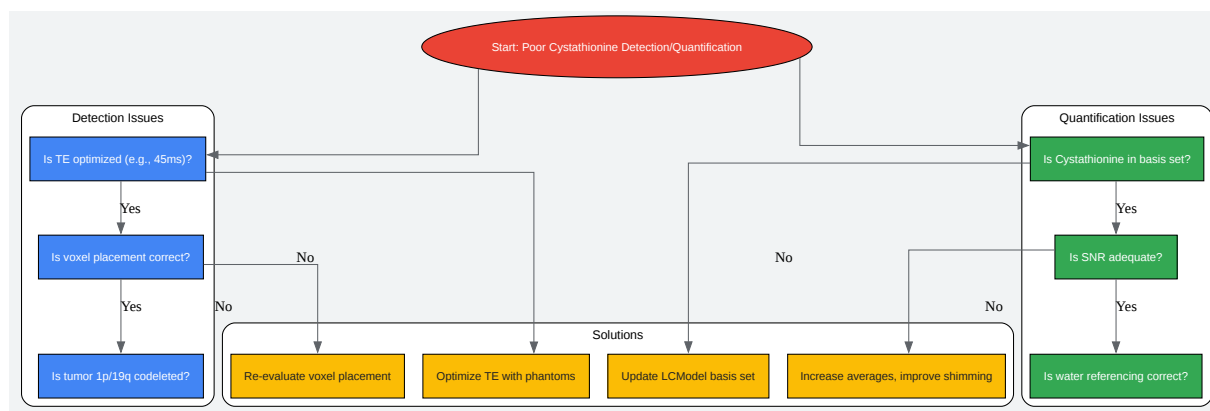 Start: Poor Cystathionine Detection/Quantification
Detection Issues
Quantification Issues
Is TE optimized (e.g., 45ms)?
Is Cystathionine in basis set?
Yes
Yes
Is voxel placement correct?
No
No
Is SNR adequate?
Yes
No
No
Yes
Solutions
Is tumor 1p/19q codeleted?
Re-evaluate voxel placement
Optimize TE with phantoms
Update LCModel basis set
Increase averages, improve shimming
Is water referencing correct?